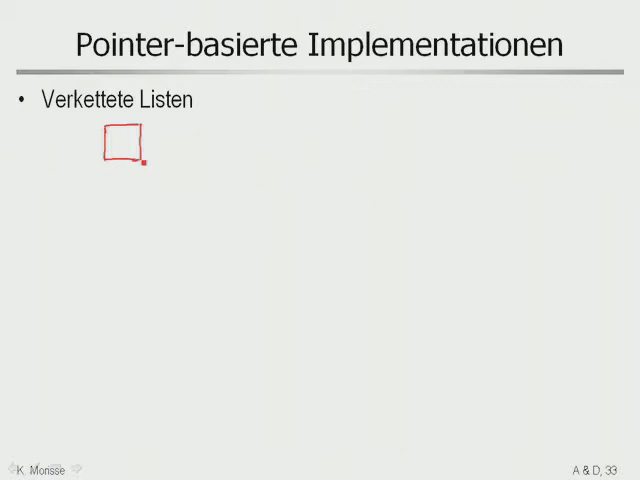 Pointer-basierte Implementationen
• Verkettete Listen
K. Morisse
A & D, 33